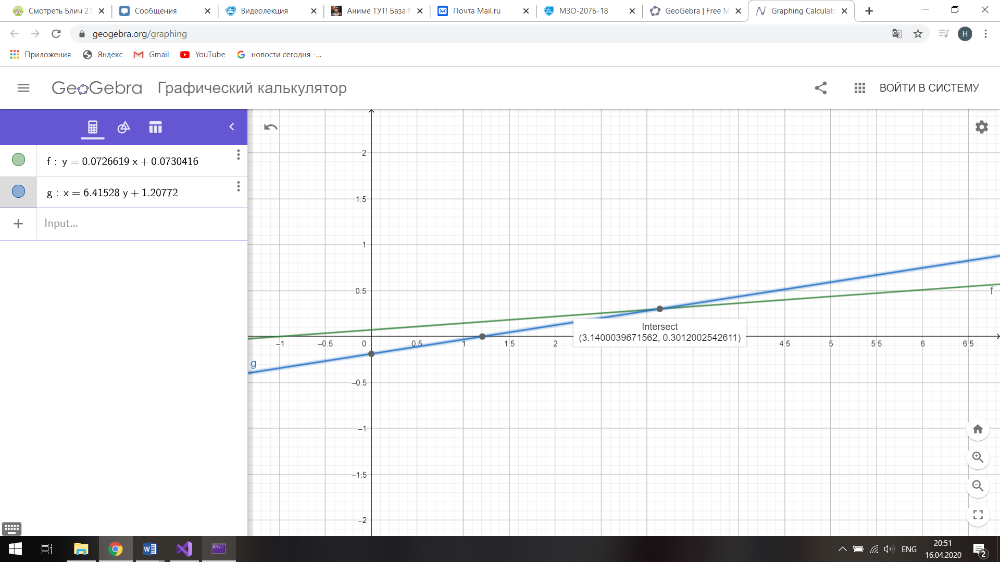 Смотреть Блич 21
Сообщения
Видеолекция
Аниме ТУТ! База
Почта Mail.ru
М3О-207Б-18
GeoGebra | Free M
Graphing Calculat
geogebra.org/graphing
H
Приложения
Яндекс
Gmail
YouTube
новости сегодня -...
GeoGebra
Графический калькулятор
ВОЙТИ В СИСТЕМУ
f : y = 0.0726619 x + 0.0730416
g : x = 6.41528 y + 1.20772
+ Input...
2
1.5
1
0.5
f
Intersect
(3.1400039671562, 0.3012002542611)
–1 –0.5 0 0.5 1 1.5 2 4.5 5 5.5 6 6.5
g
–0.5
–1
–1.5
–2
W
C:\.
ENG
20:51
16.04.2020
2